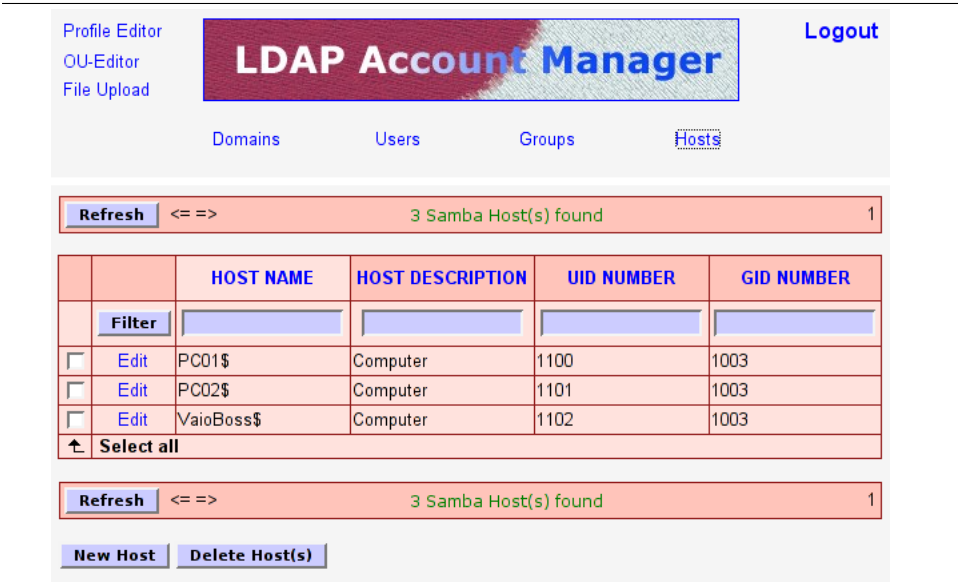 Profile Editor
OU-Editor
File Upload
LDAP Account Manager
Logout
Domains Users Groups Hosts
Refresh <= => 3 Samba Host(s) found 1
HOST NAME HOST DESCRIPTION UID NUMBER GID NUMBER
Filter
Edit PC01$ Computer 1100 1003
Edit PC02$ Computer 1101 1003
Edit VaioBoss$ Computer 1102 1003
Select all
Refresh <= => 3 Samba Host(s) found 1
New Host Delete Host(s)